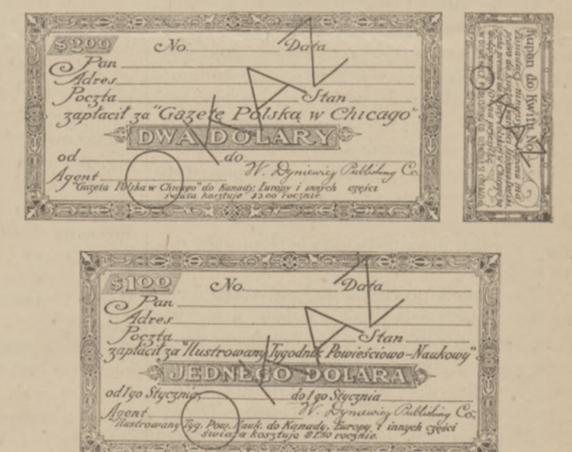 $2.00 No. Data
Pan
Adres
Poczta Stan
zapłacił za "Gazetę Polską w Chicago"
DWA DOLARY
od do
Agent W. Dyniewicz Publishing Co.
"Gazeta Polska w Chicago" do Kanady, Europy i innych części
świata kosztuje $3.00 rocznie.
Kupon do Kwitu No.
$1.00 No. Data
Pan
Adres
Poczta Stan
zapłacił za "Ilustrowany Tygodnik Powieściowo-Naukowy"
JEDNEGO DOLARA
od 1go Stycznia, do 1go Stycznia
Agent W. Dyniewicz Publishing Co.
Ilustrowany Tyg. Pow. Nauk. do Kanady, Europy i innych części
świata kosztuje rocznie.